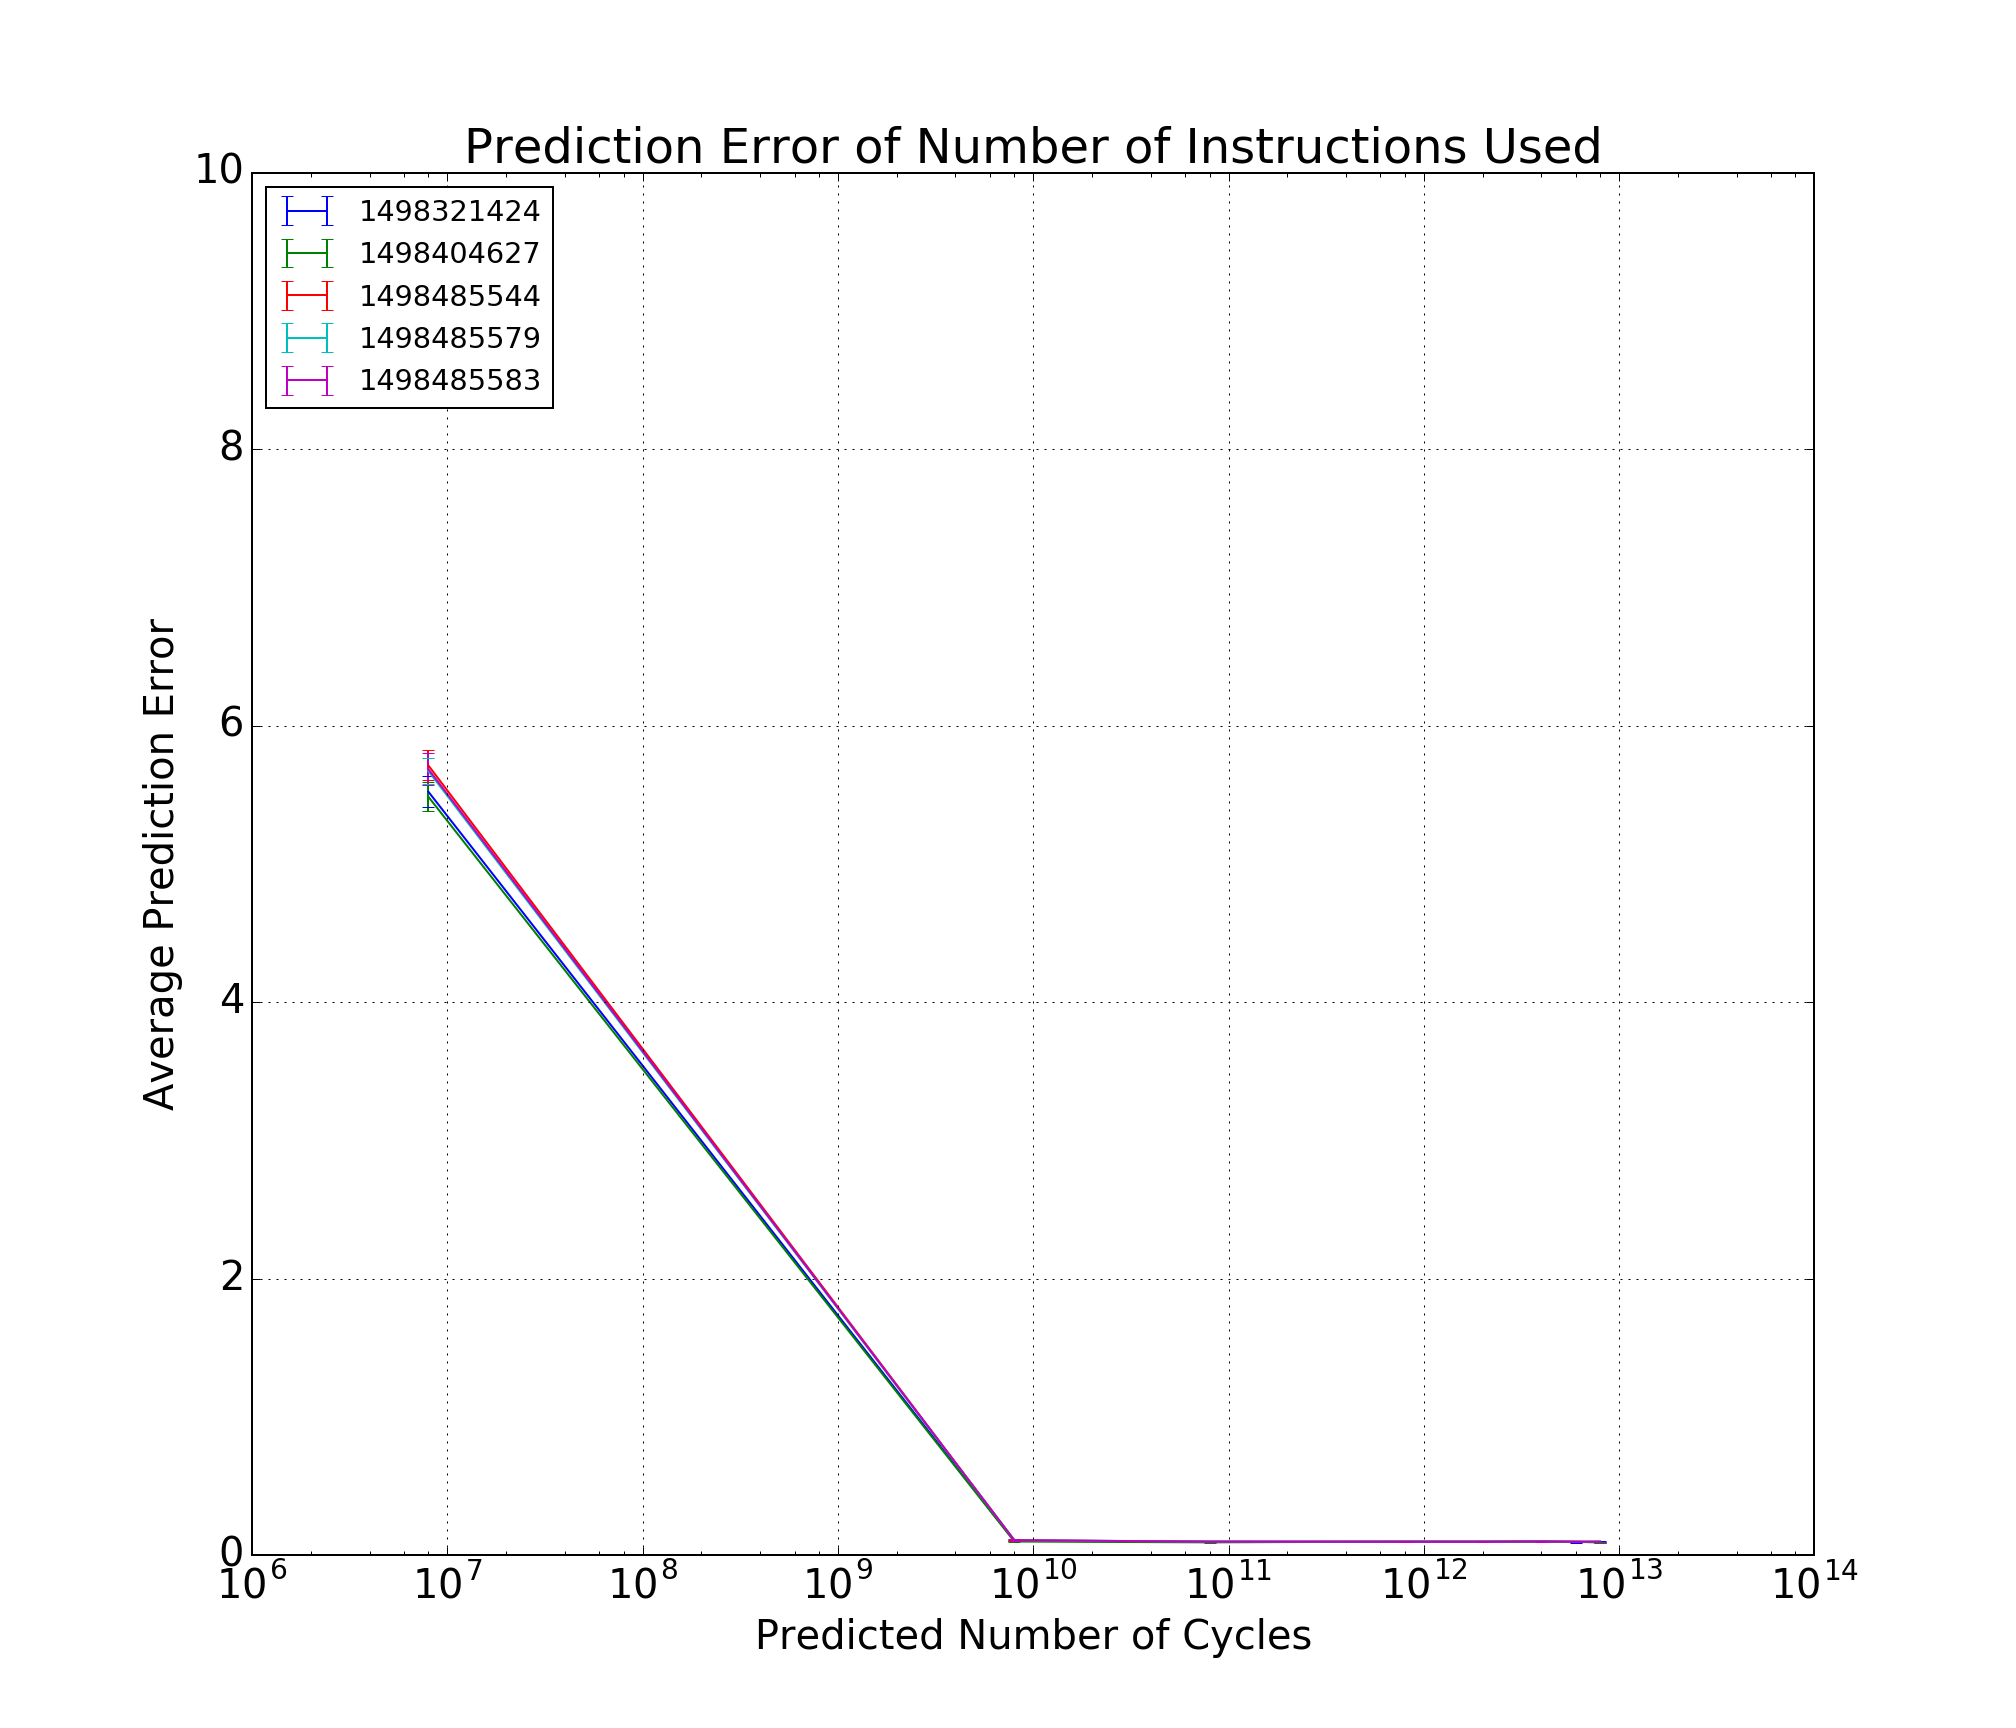 Prediction Error of Number of Instructions Used
1498321424
1498404627
1498485544
1498485579
1498485583
Average Prediction Error
10
8
6
4
2
0
10^6 10^7 10^8 10^9 10^10 10^11 10^12 10^13 10^14
Predicted Number of Cycles